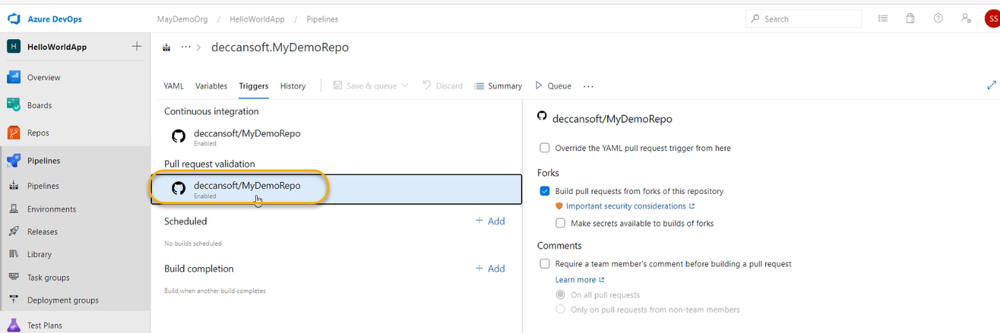 Azure DevOps
MayDemoOrg / HelloWorldApp / Pipelines
Search
SS
H HelloWorldApp
Overview
Boards
Repos
Pipelines
Pipelines
Environments
Releases
Library
Task groups
Deployment groups
Test Plans
deccansoft.MyDemoRepo
YAML Variables Triggers History Save & queue Discard Summary Queue ...
Continuous integration
deccansoft/MyDemoRepo
Enabled
Pull request validation
deccansoft/MyDemoRepo
Enabled
Scheduled + Add
No builds scheduled
Build completion + Add
Build when another build completes
deccansoft/MyDemoRepo
Override the YAML pull request trigger from here
Forks
Build pull requests from forks of this repository
Important security considerations
Make secrets available to builds of forks
Comments
Require a team member's comment before building a pull request
Learn more
On all pull requests
Only on pull requests from non-team members